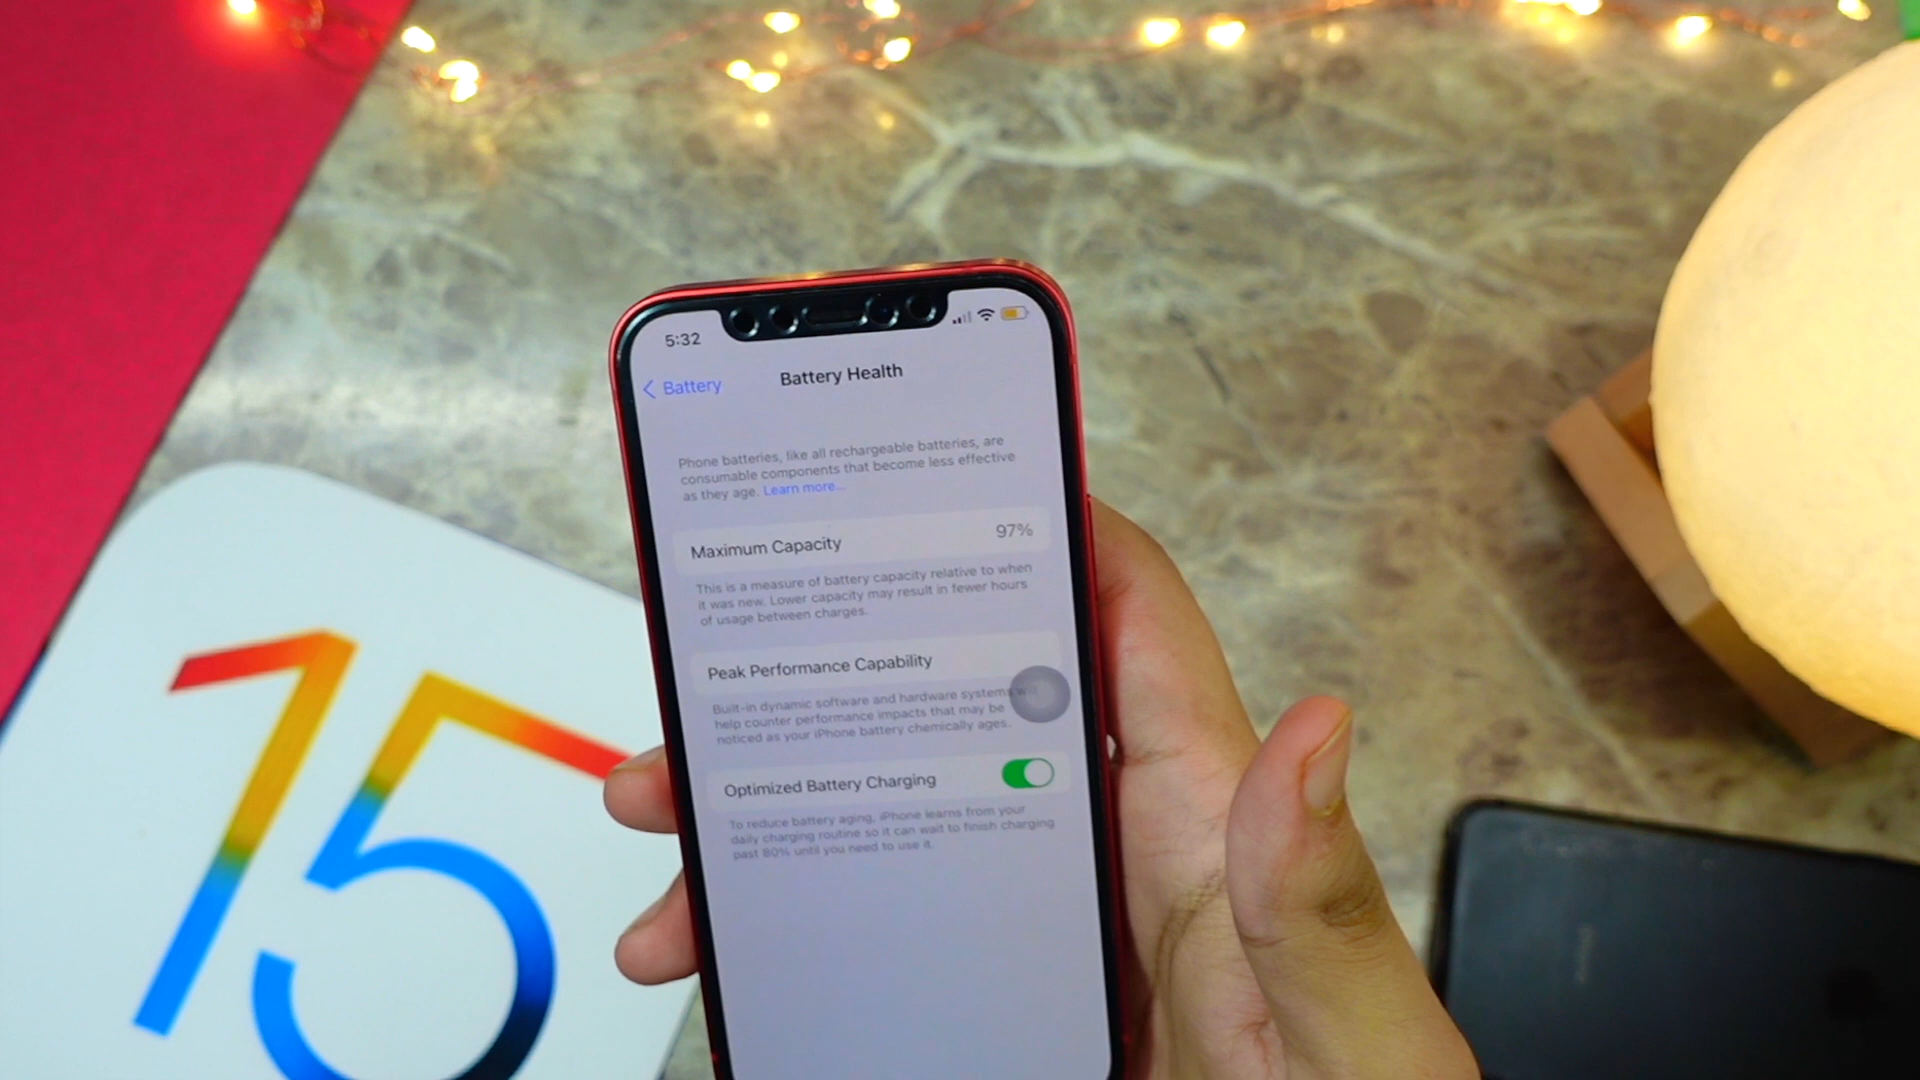 5:32
Battery
Battery Health
Phone batteries, like all rechargeable batteries, are
consumable components that become less effective
as they age. Learn more...
Maximum Capacity 97%
This is a measure of battery capacity relative to when
it was new. Lower capacity may result in fewer hours
of usage between charges.
Peak Performance Capability
Built-in dynamic software and hardware systems
help counter performance impacts that may be
noticed as your iPhone battery chemically ages.
Optimized Battery Charging
To reduce battery aging, iPhone learns from your
daily charging routine so it can wait to finish charging
past 80% until you need to use it.
15